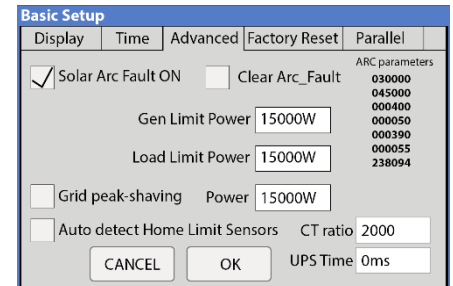 Basic Setup
Display Time Advanced Factory Reset Parallel
Solar Arc Fault ON Clear Arc_Fault
ARC parameters
030000
045000
000400
000050
000390
000055
238094
Gen Limit Power 15000W
Load Limit Power 15000W
Grid peak-shaving Power 15000W
Auto detect Home Limit Sensors CT ratio 2000
CANCEL OK UPS Time 0ms